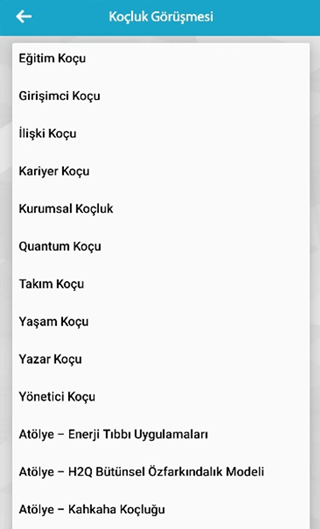 Koçluk Görüşmesi
Eğitim Koçu
Girişimci Koçu
İlişki Koçu
Kariyer Koçu
Kurumsal Koçluk
Quantum Koçu
Takım Koçu
Yaşam Koçu
Yazar Koçu
Yönetici Koçu
Atölye – Enerji Tıbbı Uygulamaları
Atölye – H2Q Bütünsel Özfarkındalık Modeli
Atölye – Kahkaha Koçluğu